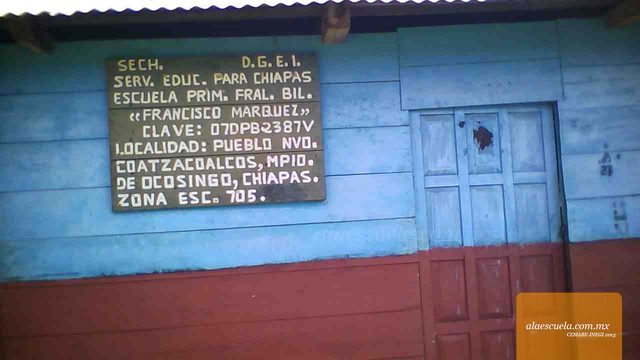 SECH. D.G.E.I.
SERV. EDUC. PARA CHIAPAS
ESCUELA PRIM. FRAL. BIL.
"FRANCISCO MARQUEZ"
CLAVE: 07DPB2387V
LOCALIDAD: PUEBLO NVO.
COATZACOALCOS, MPIO.
DE OCOSINGO, CHIAPAS.
ZONA ESC. 705.
alaescuela.com.mx
CEMABE-INEGI 2013